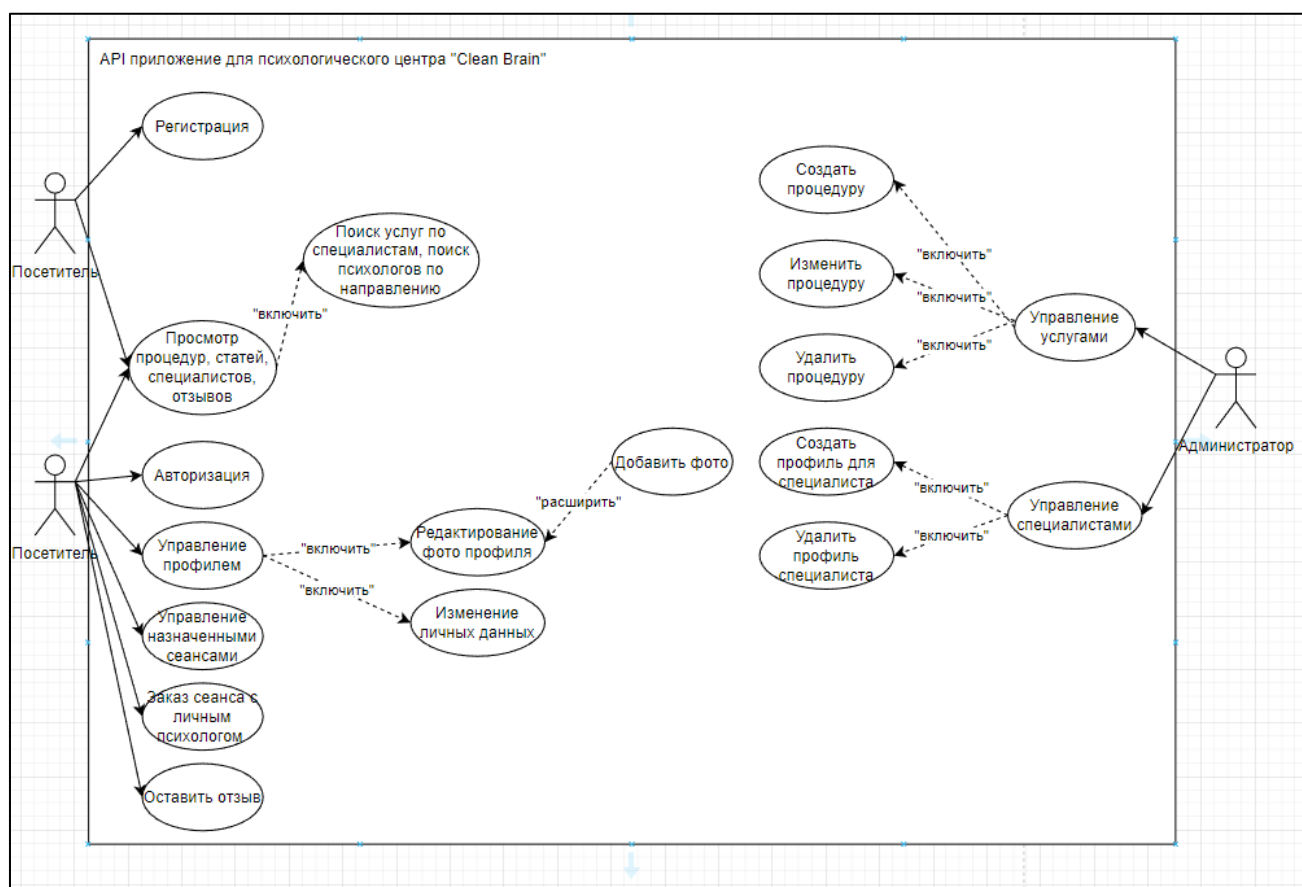 API приложение для психологического центра "Clean Brain"
Регистрация
Посетитель
Поиск услуг по
специалистам, поиск
психологов по
направлению
"включить"
Просмотр
процедур, статей,
специалистов,
отзывов
Посетитель
Авторизация
Управление
профилем
"включить"
"включить"
Редактирование
фото профиля
"расширить"
Добавить фото
Изменение
личных данных
Управление
назначенными
сеансами
Заказ сеанса с
личным
психологом
Оставить отзыв
Создать
процедуру
"включить"
Изменить
процедуру
"включить"
Удалить
процедуру
"включить"
Управление
услугами
Администратор
Создать
профиль для
специалиста
"включить"
Удалить
профиль
специалиста
"включить"
Управление
специалистами